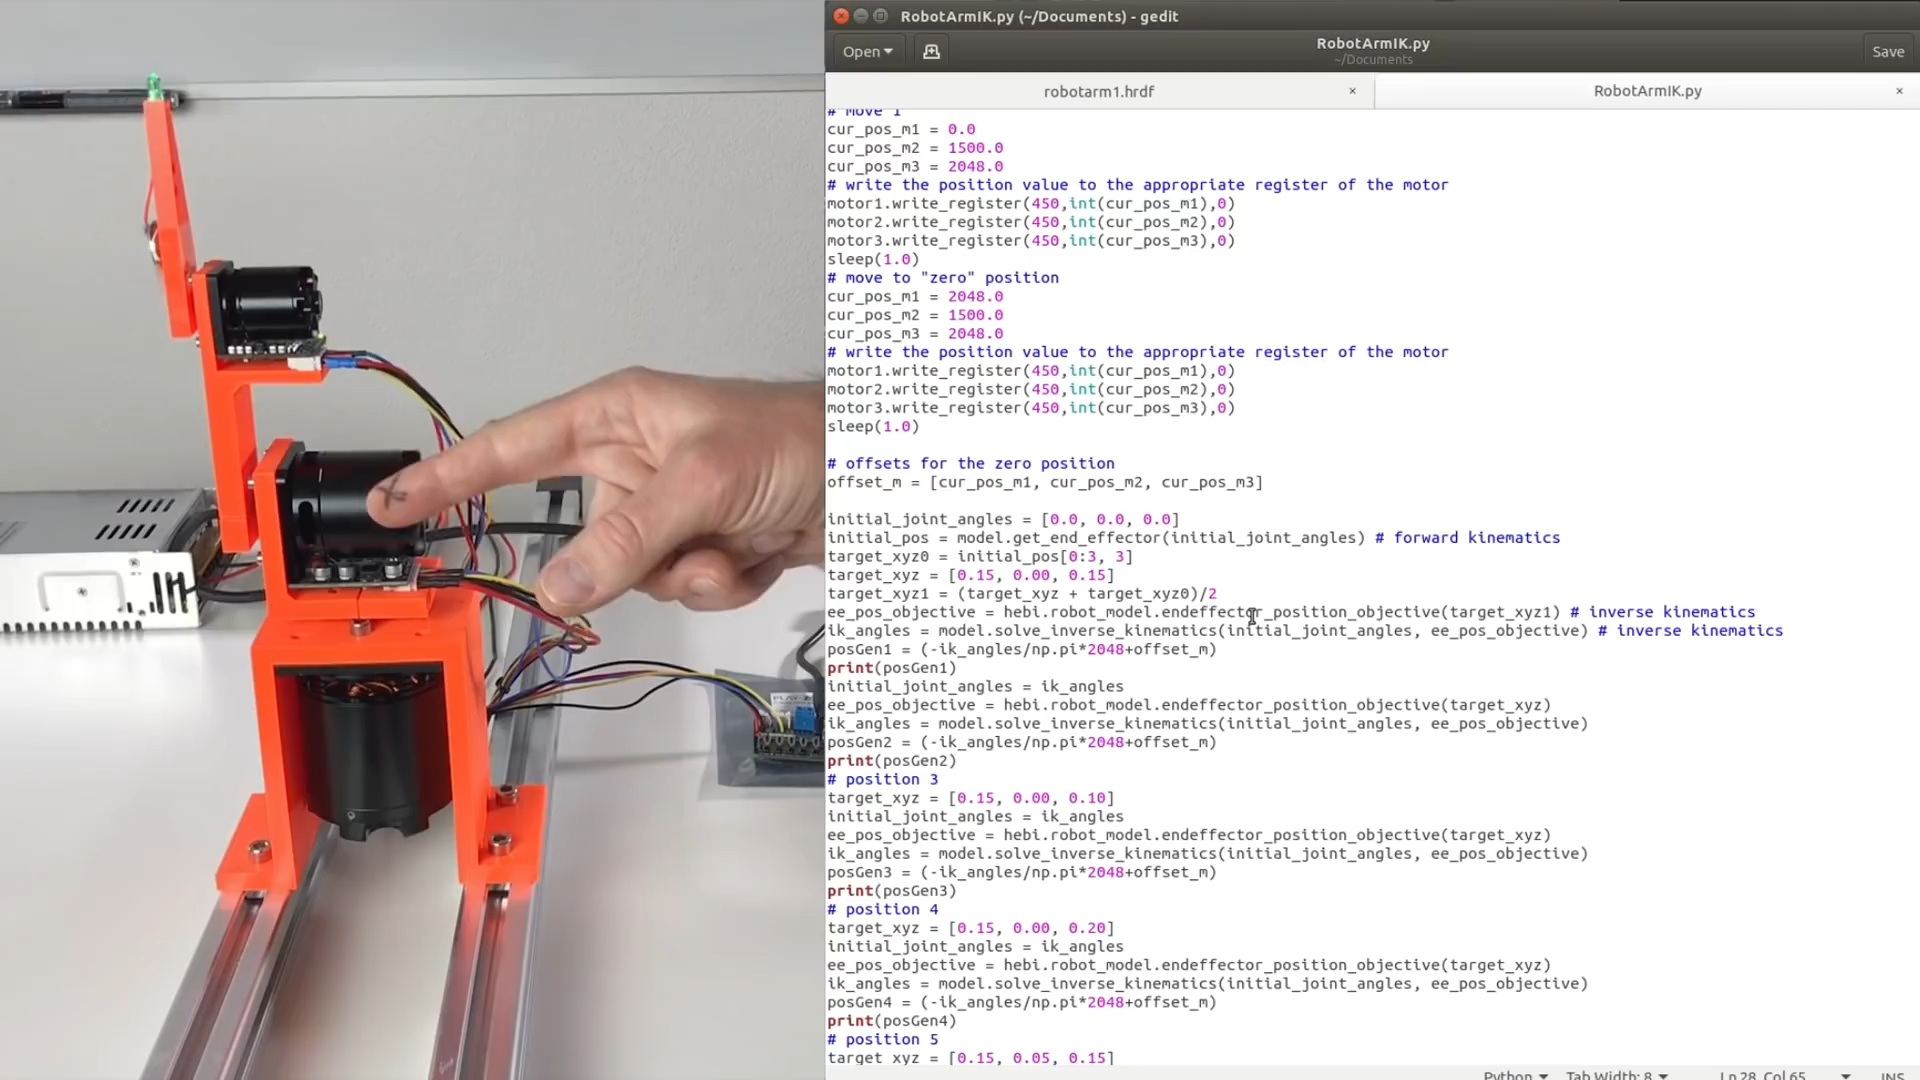 RobotArmIK.py (~/Documents) - gedit
Open
RobotArmIK.py
~/Documents
Save
robotarm1.hrdf ×
RobotArmIK.py ×
# move 1
cur_pos_m1 = 0.0
cur_pos_m2 = 1500.0
cur_pos_m3 = 2048.0
# write the position value to the appropriate register of the motor
motor1.write_register(450,int(cur_pos_m1),0)
motor2.write_register(450,int(cur_pos_m2),0)
motor3.write_register(450,int(cur_pos_m3),0)
sleep(1.0)
# move to "zero" position
cur_pos_m1 = 2048.0
cur_pos_m2 = 1500.0
cur_pos_m3 = 2048.0
# write the position value to the appropriate register of the motor
motor1.write_register(450,int(cur_pos_m1),0)
motor2.write_register(450,int(cur_pos_m2),0)
motor3.write_register(450,int(cur_pos_m3),0)
sleep(1.0)
# offsets for the zero position
offset_m = [cur_pos_m1, cur_pos_m2, cur_pos_m3]
initial_joint_angles = [0.0, 0.0, 0.0]
initial_pos = model.get_end_effector(initial_joint_angles) # forward kinematics
target_xyz0 = initial_pos[0:3, 3]
target_xyz = [0.15, 0.00, 0.15]
target_xyz1 = (target_xyz + target_xyz0)/2
ee_pos_objective = hebi.robot_model.endeffector_position_objective(target_xyz1) # inverse kinematics
ik_angles = model.solve_inverse_kinematics(initial_joint_angles, ee_pos_objective) # inverse kinematics
posGen1 = (-ik_angles/np.pi*2048+offset_m)
print(posGen1)
initial_joint_angles = ik_angles
ee_pos_objective = hebi.robot_model.endeffector_position_objective(target_xyz)
ik_angles = model.solve_inverse_kinematics(initial_joint_angles, ee_pos_objective)
posGen2 = (-ik_angles/np.pi*2048+offset_m)
print(posGen2)
# position 3
target_xyz = [0.15, 0.00, 0.10]
initial_joint_angles = ik_angles
ee_pos_objective = hebi.robot_model.endeffector_position_objective(target_xyz)
ik_angles = model.solve_inverse_kinematics(initial_joint_angles, ee_pos_objective)
posGen3 = (-ik_angles/np.pi*2048+offset_m)
print(posGen3)
# position 4
target_xyz = [0.15, 0.00, 0.20]
initial_joint_angles = ik_angles
ee_pos_objective = hebi.robot_model.endeffector_position_objective(target_xyz)
ik_angles = model.solve_inverse_kinematics(initial_joint_angles, ee_pos_objective)
posGen4 = (-ik_angles/np.pi*2048+offset_m)
print(posGen4)
# position 5
target_xyz = [0.15, 0.05, 0.15]
Python Tab Width: 8 Ln 28, Col 65 INS